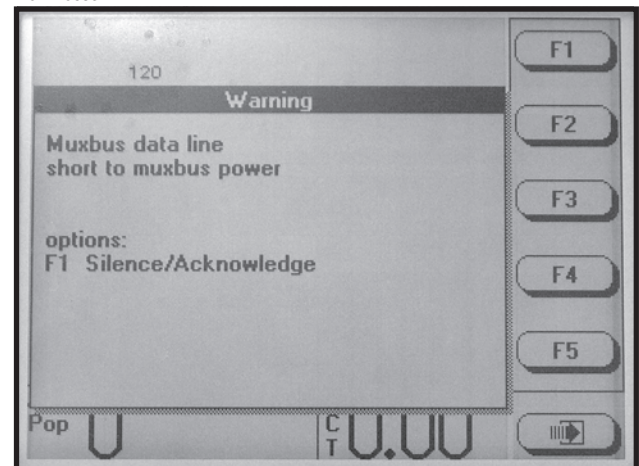 120
Warning
Muxbus data line
short to muxbus power
options:
F1 Silence/Acknowledge
F1
F2
F3
F4
F5
Pop
CT